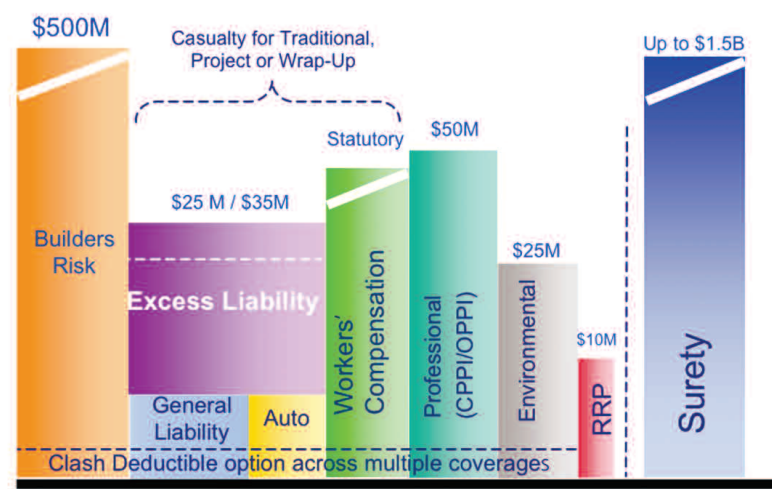 $500M
Casualty for Traditional,
Project or Wrap-Up
Up to $1.5B
Statutory
$50M
$25 M / $35M
Builders
Risk
$25M
Excess Liability
Workers'
Compensation
Professional
(CPPI/OPPI)
Environmental
$10M
RRP
Surety
General
Liability
Auto
Clash Deductible option across multiple coverages